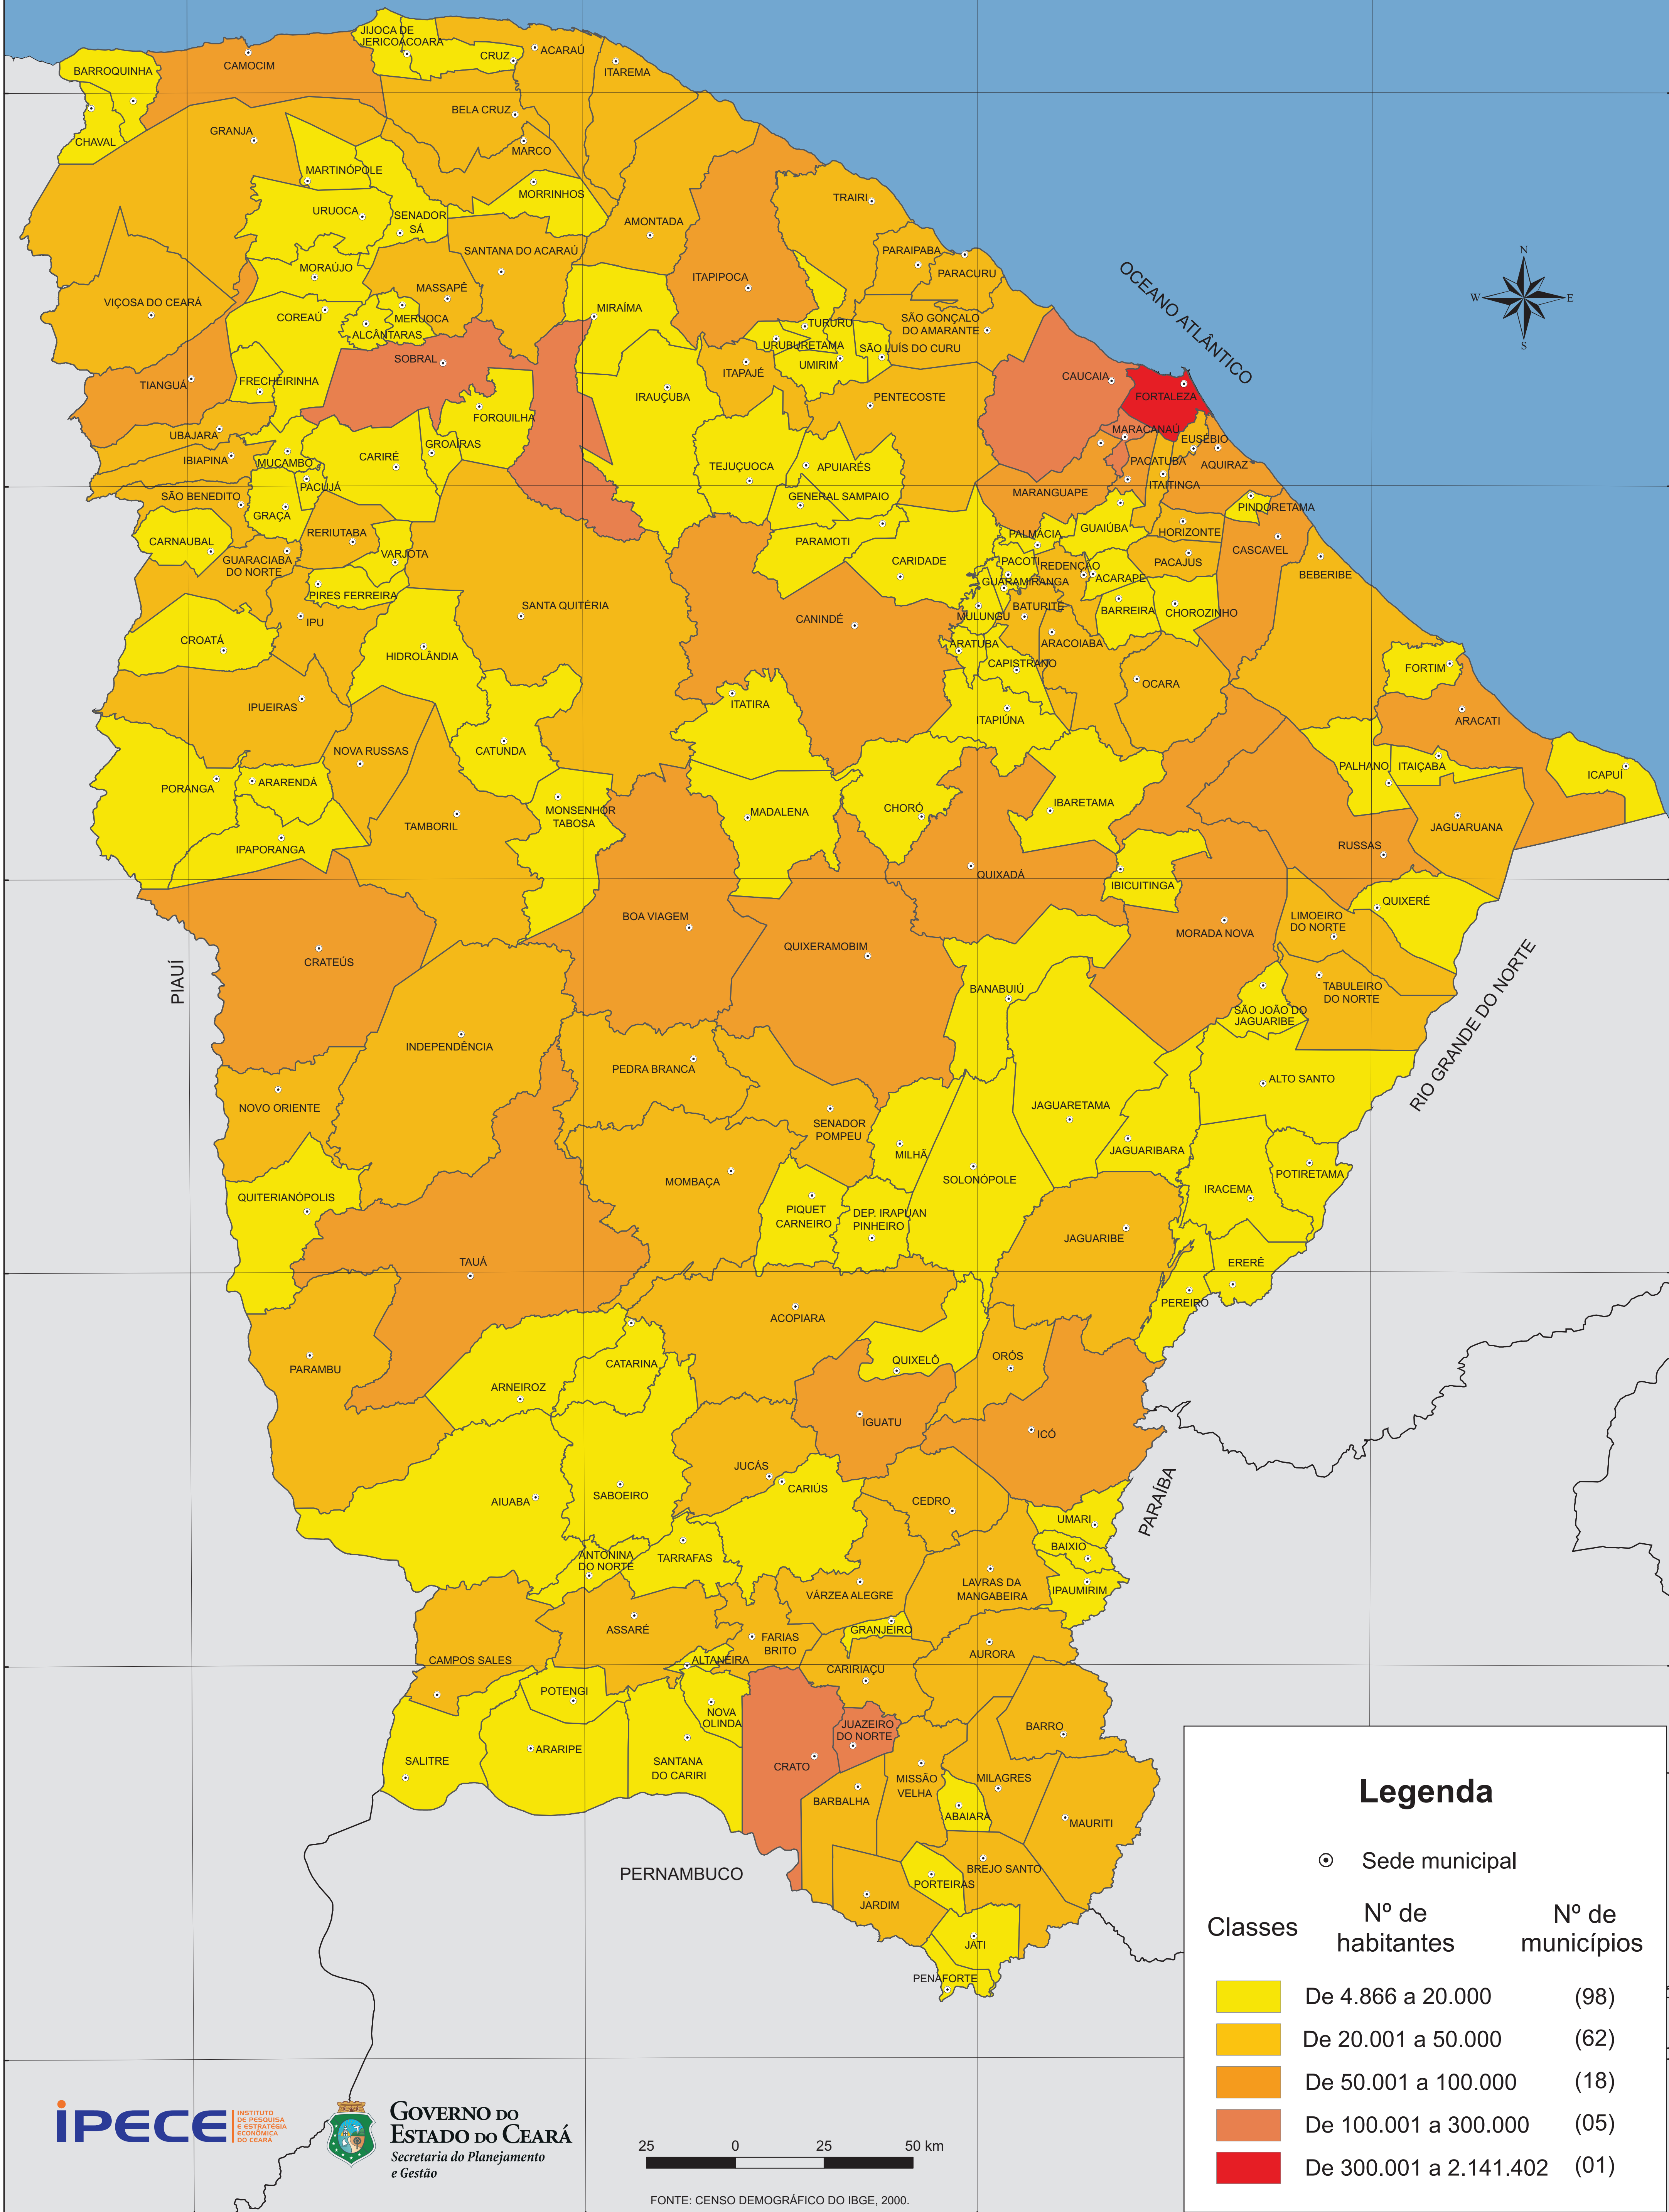 JIJOCA DE
JERICOACOARA
CRUZ
ACARAÚ
ITAREMA
BARROQUINHA
CAMOCIM
CHAVAL
GRANJA
BELA CRUZ
MARCO
MARTINÓPOLE
MORRINHOS
URUOCA
SENADOR
SÁ
AMONTADA
TRAIRI
SANTANA DO ACARAÚ
PARAIPABA
PARACURU
MORAÚJO
ITAPIPOCA
MASSAPÊ
VIÇOSA DO CEARÁ
COREAÚ
MERUOCA
ALCÂNTARAS
MIRAÍMA
TURURU
URUBURETAMA
UMIRIM
SÃO GONÇALO
DO AMARANTE
SÃO LUÍS DO CURU
OCEANO ATLÂNTICO
N
W
E
S
SOBRAL
TIANGUÁ
FRECHEIRINHA
ITAPAJÉ
CAUCAIA
FORTALEZA
IRAUÇUBA
PENTECOSTE
FORQUILHA
UBAJARA
GROAÍRAS
MARACANAÚ
EUSÉBIO
IBIAPINA
MUCAMBO
CARIRÉ
TEJUÇUOCA
APUIARÉS
PACATUBA
AQUIRAZ
PACUJÁ
ITAITINGA
SÃO BENEDITO
GENERAL SAMPAIO
MARANGUAPE
GRAÇA
PINDORETAMA
CARNAUBAL
RERIUTABA
PARAMOTI
PALMÁCIA
GUAIÚBA
HORIZONTE
VARJOTA
CASCAVEL
GUARACIABA
DO NORTE
CARIDADE
PACOTI
REDENÇÃO
PACAJUS
BEBERIBE
GUARAMIRANGA
ACARAPE
PIRES FERREIRA
SANTA QUITÉRIA
BATURITÉ
BARREIRA
CHOROZINHO
IPU
CANINDÉ
MULUNGU
CROATÁ
ARATUBA
ARACOIABA
HIDROLÂNDIA
CAPISTRANO
FORTIM
OCARA
IPUEIRAS
ITATIRA
ITAPIÚNA
ARACATI
NOVA RUSSAS
CATUNDA
PALHANO
ITAIÇABA
ICAPUÍ
PORANGA
ARARENDÁ
MONSENHOR
TABOSA
MADALENA
CHORÓ
IBARETAMA
TAMBORIL
JAGUARUANA
IPAPORANGA
RUSSAS
QUIXADÁ
IBICUITINGA
QUIXERÉ
BOA VIAGEM
LIMOEIRO
DO NORTE
MORADA NOVA
QUIXERAMOBIM
CRATEÚS
PIAUÍ
BANABUIÚ
TABULEIRO
DO NORTE
SÃO JOÃO DO
JAGUARIBE
RIO GRANDE DO NORTE
INDEPENDÊNCIA
PEDRA BRANCA
ALTO SANTO
NOVO ORIENTE
JAGUARETAMA
SENADOR
POMPEU
MILHÃ
JAGUARIBARA
POTIRETAMA
MOMBAÇA
SOLONÓPOLE
IRACEMA
QUITERIANÓPOLIS
PIQUET
CARNEIRO
DEP. IRAPUAN
PINHEIRO
JAGUARIBE
TAUÁ
ERERÊ
PEREIRO
ACOPIARA
PARAMBU
CATARINA
QUIXELÔ
ORÓS
ARNEIROZ
IGUATU
ICÓ
JUCÁS
CARIÚS
AIUABA
SABOEIRO
CEDRO
PARAÍBA
UMARI
BAIXIO
ANTONINA
DO NORTE
TARRAFAS
LAVRAS DA
MANGABEIRA
IPAUMIRIM
VÁRZEA ALEGRE
ASSARÉ
GRANJEIRO
FARIAS
BRITO
CAMPOS SALES
ALTANEIRA
AURORA
CARIRIAÇU
POTENGI
NOVA
OLINDA
JUAZEIRO
DO NORTE
BARRO
SALITRE
ARARIPE
SANTANA
DO CARIRI
CRATO
MISSÃO
VELHA
MILAGRES
BARBALHA
ABAIARA
MAURITI
PERNAMBUCO
BREJO SANTO
PORTEIRAS
JARDIM
JATI
PENAFORTE
Legenda
Sede municipal
Classes
Nº de
habitantes
Nº de
municípios
De 4.866 a 20.000 (98)
De 20.001 a 50.000 (62)
De 50.001 a 100.000 (18)
De 100.001 a 300.000 (05)
De 300.001 a 2.141.402 (01)
IPECE
INSTITUTO
DE PESQUISA
E ESTRATÉGIA
ECONÔMICA
DO CEARÁ
GOVERNO DO
ESTADO DO CEARÁ
Secretaria do Planejamento
e Gestão
25 0 25 50 km
FONTE: CENSO DEMOGRÁFICO DO IBGE, 2000.